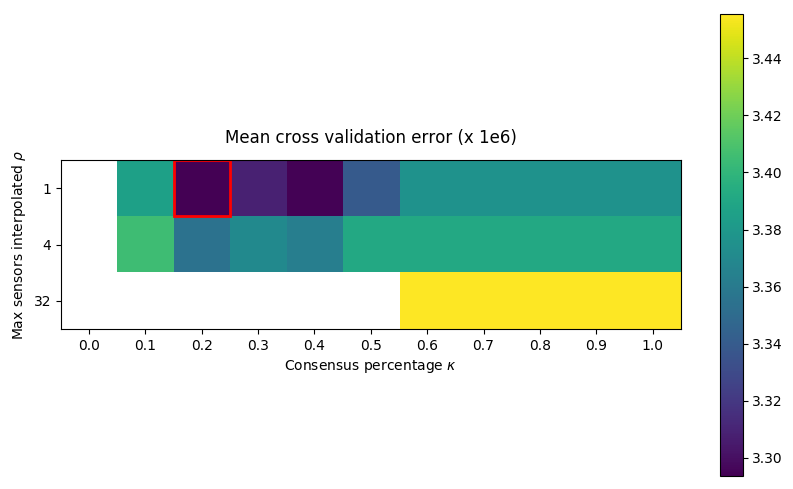 Mean cross validation error (x 1e6)
Max sensors interpolated ρ
1
4
32
0.0 0.1 0.2 0.3 0.4 0.5 0.6 0.7 0.8 0.9 1.0
Consensus percentage κ
3.44
3.42
3.40
3.38
3.36
3.34
3.32
3.30